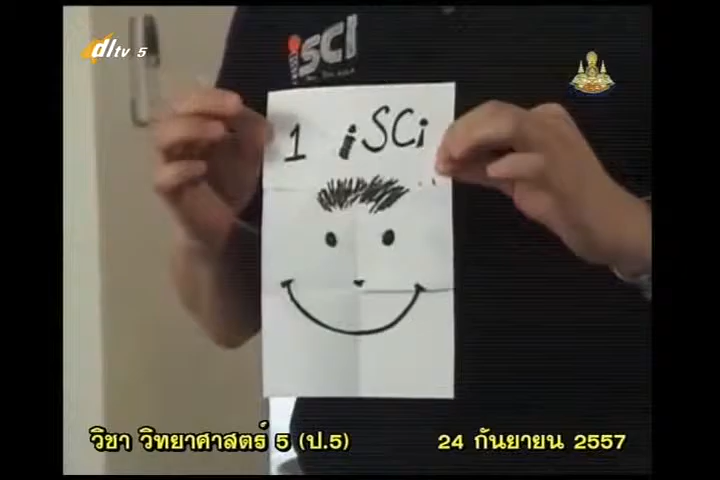 dltv 5
iSCI
1 iSCi
วิชา วิทยาศาสตร์ 5 (ป.5)
24 กันยายน 2557